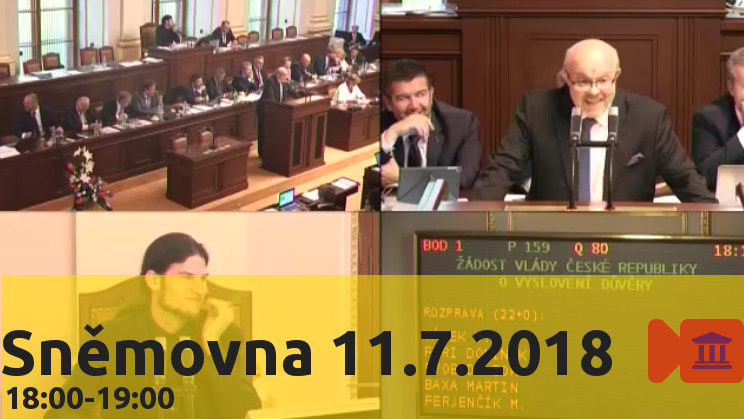 BOD 1 P 159 Q 80 18:1
ŽÁDOST VLÁDY ČESKÉ REPUBLIKY
O VYSLOVENÍ DŮVĚRY
ROZPRAVA (22+0):
BAXA MARTIN
FERJENČÍK M.
Sněmovna 11.7.2018
18:00-19:00